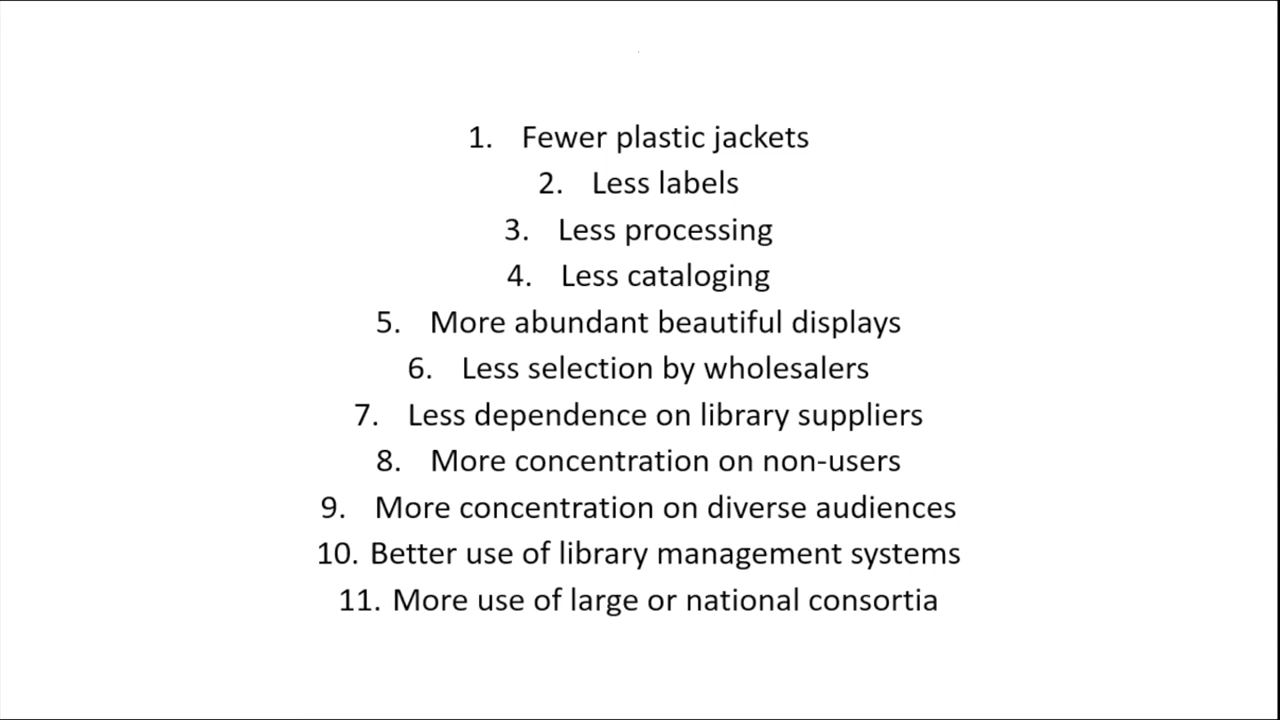 1. Fewer plastic jackets
2. Less labels
3. Less processing
4. Less cataloging
5. More abundant beautiful displays
6. Less selection by wholesalers
7. Less dependence on library suppliers
8. More concentration on non-users
9. More concentration on diverse audiences
10. Better use of library management systems
11. More use of large or national consortia